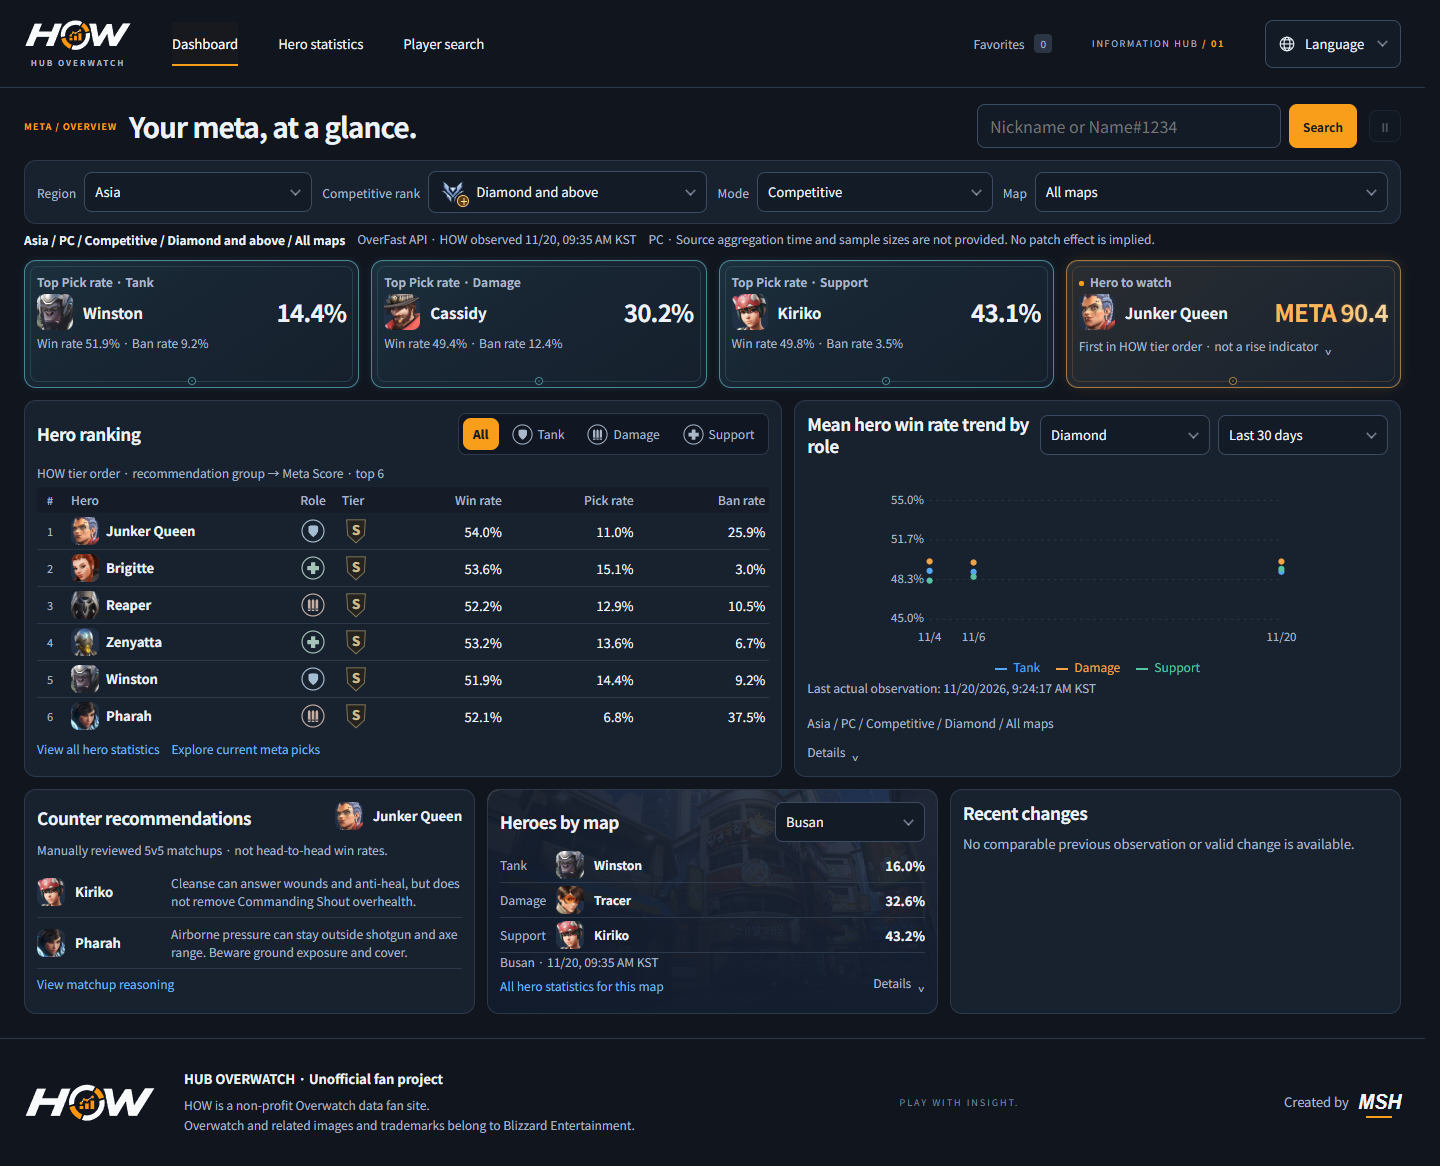 HOW
HUB OVERWATCH
Dashboard
Hero statistics
Player search
Favorites 0
INFORMATION HUB / 01
Language
META / OVERVIEW
Your meta, at a glance.
Nickname or Name#1234
Search
Region
Asia
Competitive rank
Diamond and above
Mode
Competitive
Map
All maps
Asia / PC / Competitive / Diamond and above / All maps
OverFast API · HOW observed 11/20, 09:35 AM KST
PC · Source aggregation time and sample sizes are not provided. No patch effect is implied.
Top Pick rate · Tank
Winston
14.4%
Win rate 51.9% · Ban rate 9.2%
Top Pick rate · Damage
Cassidy
30.2%
Win rate 49.4% · Ban rate 12.4%
Top Pick rate · Support
Kiriko
43.1%
Win rate 49.8% · Ban rate 3.5%
Hero to watch
Junker Queen
META 90.4
First in HOW tier order · not a rise indicator
Hero ranking
All
Tank
Damage
Support
HOW tier order · recommendation group → Meta Score · top 6
# Hero Role Tier Win rate Pick rate Ban rate
1 Junker Queen S 54.0% 11.0% 25.9%
2 Brigitte S 53.6% 15.1% 3.0%
3 Reaper S 52.2% 12.9% 10.5%
4 Zenyatta S 53.2% 13.6% 6.7%
5 Winston S 51.9% 14.4% 9.2%
6 Pharah S 52.1% 6.8% 37.5%
View all hero statistics
Explore current meta picks
Mean hero win rate trend by
role
Diamond
Last 30 days
55.0%
51.7%
48.3%
45.0%
11/4 11/6 11/20
Tank Damage Support
Last actual observation: 11/20/2026, 9:24:17 AM KST
Asia / PC / Competitive / Diamond / All maps
Details
Counter recommendations
Junker Queen
Manually reviewed 5v5 matchups · not head-to-head win rates.
Kiriko
Cleanse can answer wounds and anti-heal, but does
not remove Commanding Shout overhealth.
Pharah
Airborne pressure can stay outside shotgun and axe
range. Beware ground exposure and cover.
View matchup reasoning
Heroes by map
Busan
Tank Winston 16.0%
Damage Tracer 32.6%
Support Kiriko 43.2%
Busan · 11/20, 09:35 AM KST
All hero statistics for this map
Details
Recent changes
No comparable previous observation or valid change is available.
HOW
HUB OVERWATCH · Unofficial fan project
HOW is a non-profit Overwatch data fan site.
Overwatch and related images and trademarks belong to Blizzard Entertainment.
PLAY WITH INSIGHT.
Created by MSH